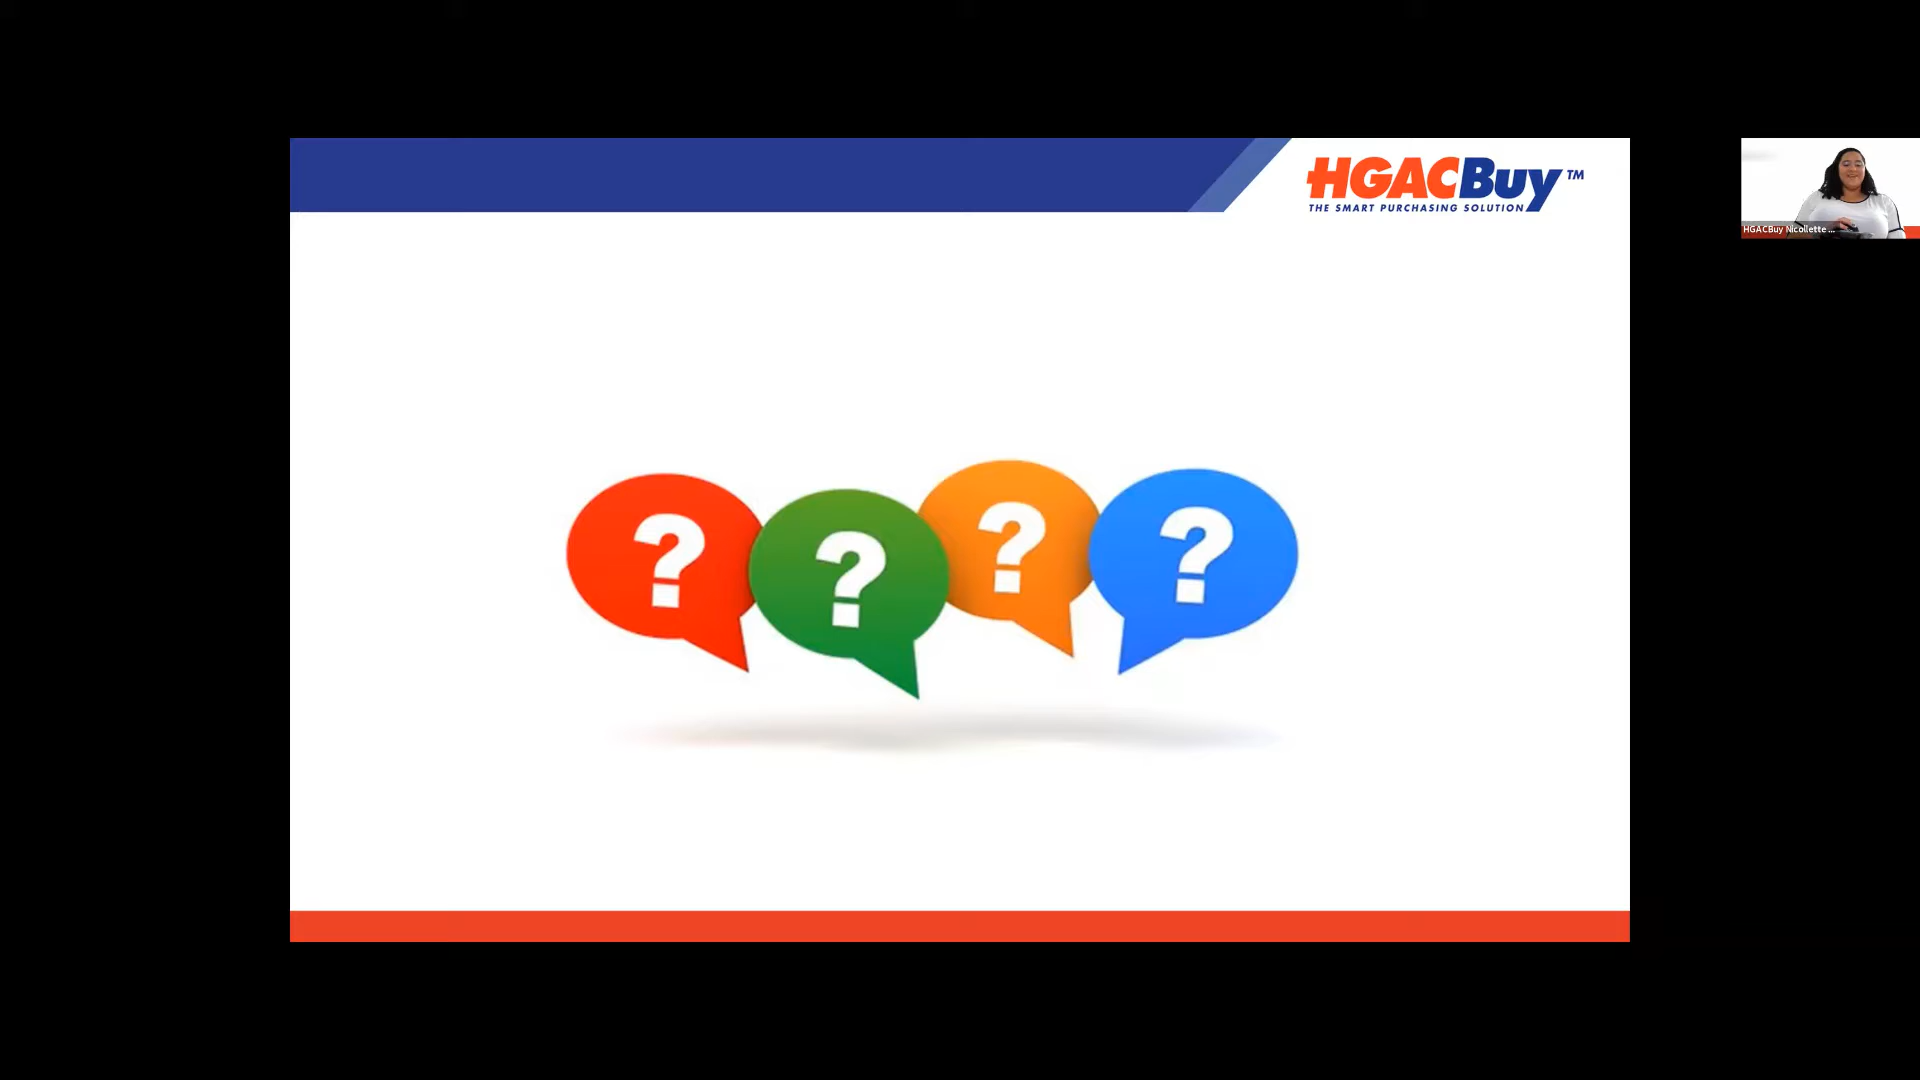 HGACBuy™
THE SMART PURCHASING SOLUTION
? ? ? ?
HGACBuy Nicollette ...